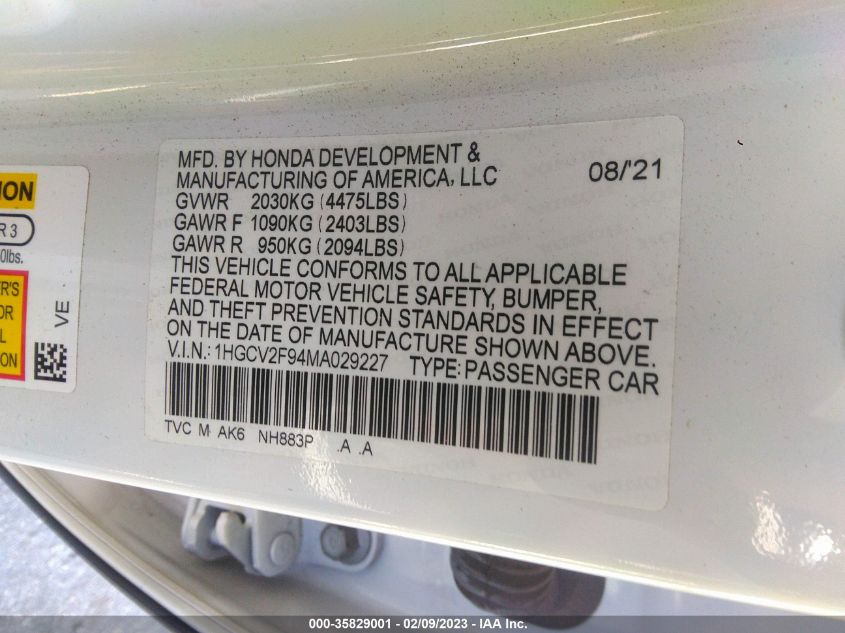 MFD. BY HONDA DEVELOPMENT &
MANUFACTURING OF AMERICA, LLC 08/'21
GVWR 2030KG (4475LBS)
GAWR F 1090KG (2403LBS)
GAWR R 950KG (2094LBS)
THIS VEHICLE CONFORMS TO ALL APPLICABLE
FEDERAL MOTOR VEHICLE SAFETY, BUMPER,
AND THEFT PREVENTION STANDARDS IN EFFECT
ON THE DATE OF MANUFACTURE SHOWN ABOVE.
V.I.N.: 1HGCV2F94MA029227 TYPE: PASSENGER CAR
TVC M AK6 NH883P .A .A
R 3
VE
000-35829001 - 02/09/2023 - IAA Inc.